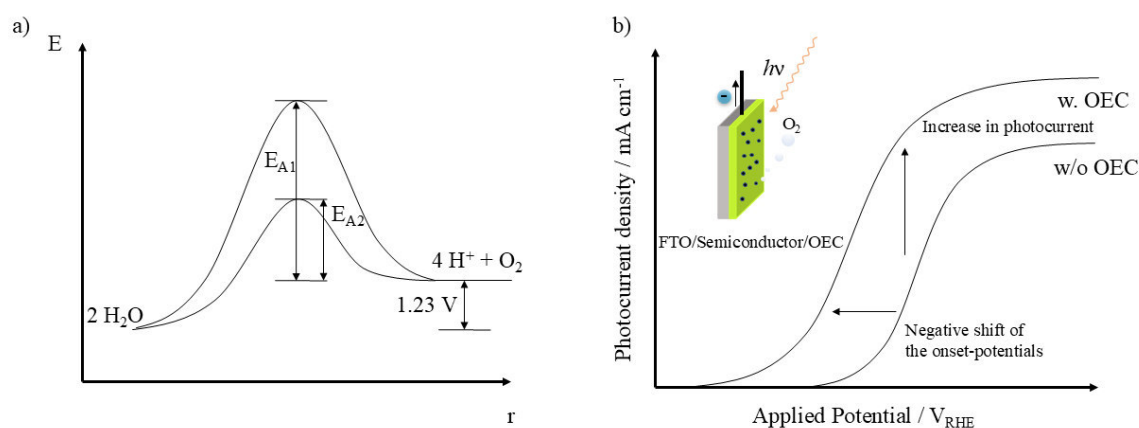 a)
E
E_A1
E_A2
4 H⁺ + O₂
1.23 V
2 H₂O
r
b)
Photocurrent density / mA cm⁻²
hν
-
O₂
w. OEC
Increase in photocurrent
w/o OEC
FTO/Semiconductor/OEC
Negative shift of
the onset-potentials
Applied Potential / V_RHE